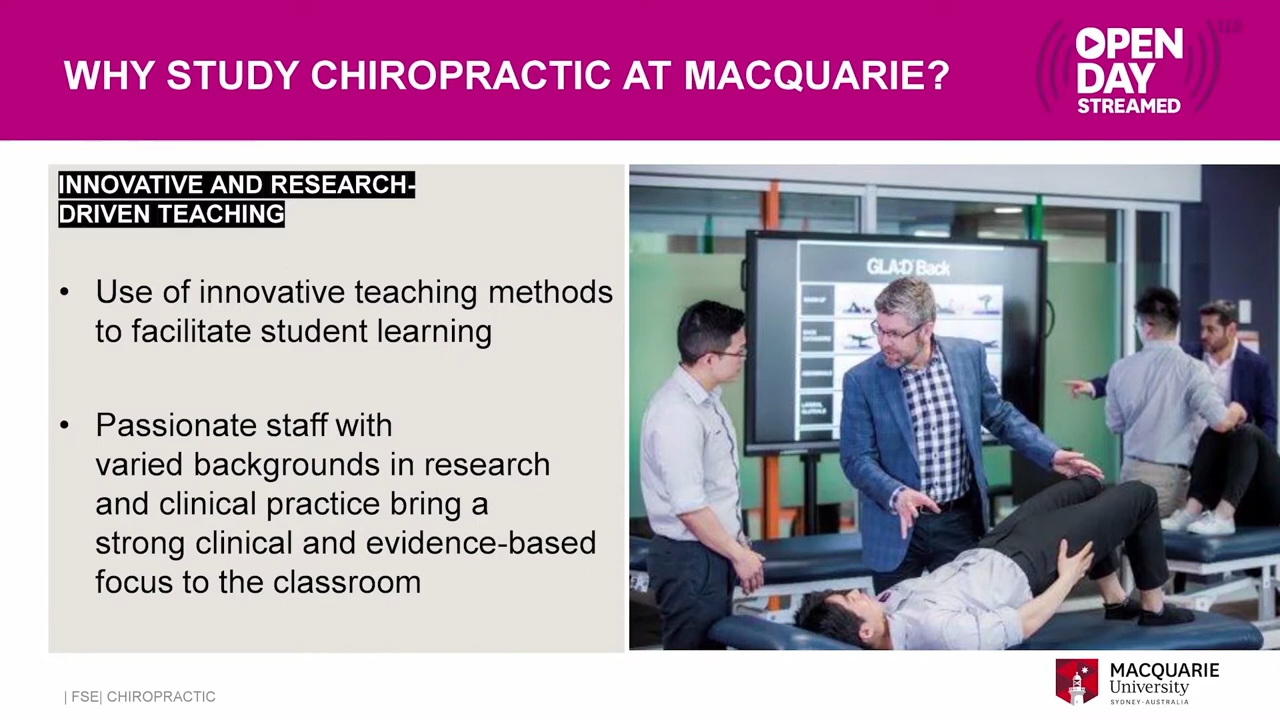 WHY STUDY CHIROPRACTIC AT MACQUARIE?
OPEN
DAY
STREAMED
INNOVATIVE AND RESEARCH-
DRIVEN TEACHING
• Use of innovative teaching methods
to facilitate student learning
• Passionate staff with
varied backgrounds in research
and clinical practice bring a
strong clinical and evidence-based
focus to the classroom
GLA:D Back
WARM UP
| FSE| CHIROPRACTIC
MACQUARIE
University
SYDNEY·AUSTRALIA